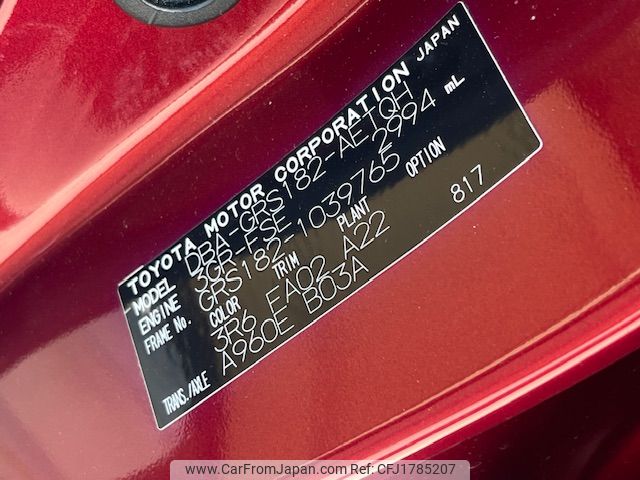 TOYOTA MOTOR CORPORATION JAPAN
MODEL DBA-GRS182-AETQH
ENGINE 3GR-FSE 2994 mL
FRAME No. GRS182-1039765
COLOR TRIM PLANT OPTION
3R6 FA02 A22 817
TRANS./AXLE A960E B03A
www.CarFromJapan.com | Ref No. CFJ1785207